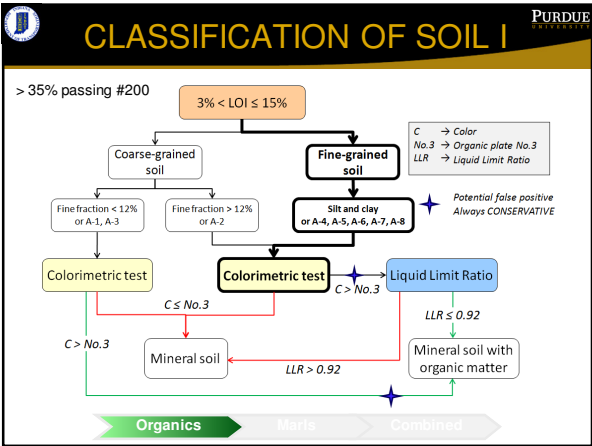 CLASSIFICATION OF SOIL I
PURDUE
UNIVERSITY
> 35% passing #200
3% < LOI ≤ 15%
C → Color
No.3 → Organic plate No.3
LLR → Liquid Limit Ratio
Coarse-grained
soil
Fine-grained
soil
Potential false positive
Always CONSERVATIVE
Fine fraction < 12%
or A-1, A-3
Fine fraction > 12%
or A-2
Silt and clay
or A-4, A-5, A-6, A-7, A-8
Colorimetric test
Colorimetric test
C > No.3
Liquid Limit Ratio
C ≤ No.3
LLR ≤ 0.92
C > No.3
Mineral soil
LLR > 0.92
Mineral soil with
organic matter
Organics
Marls
Combined